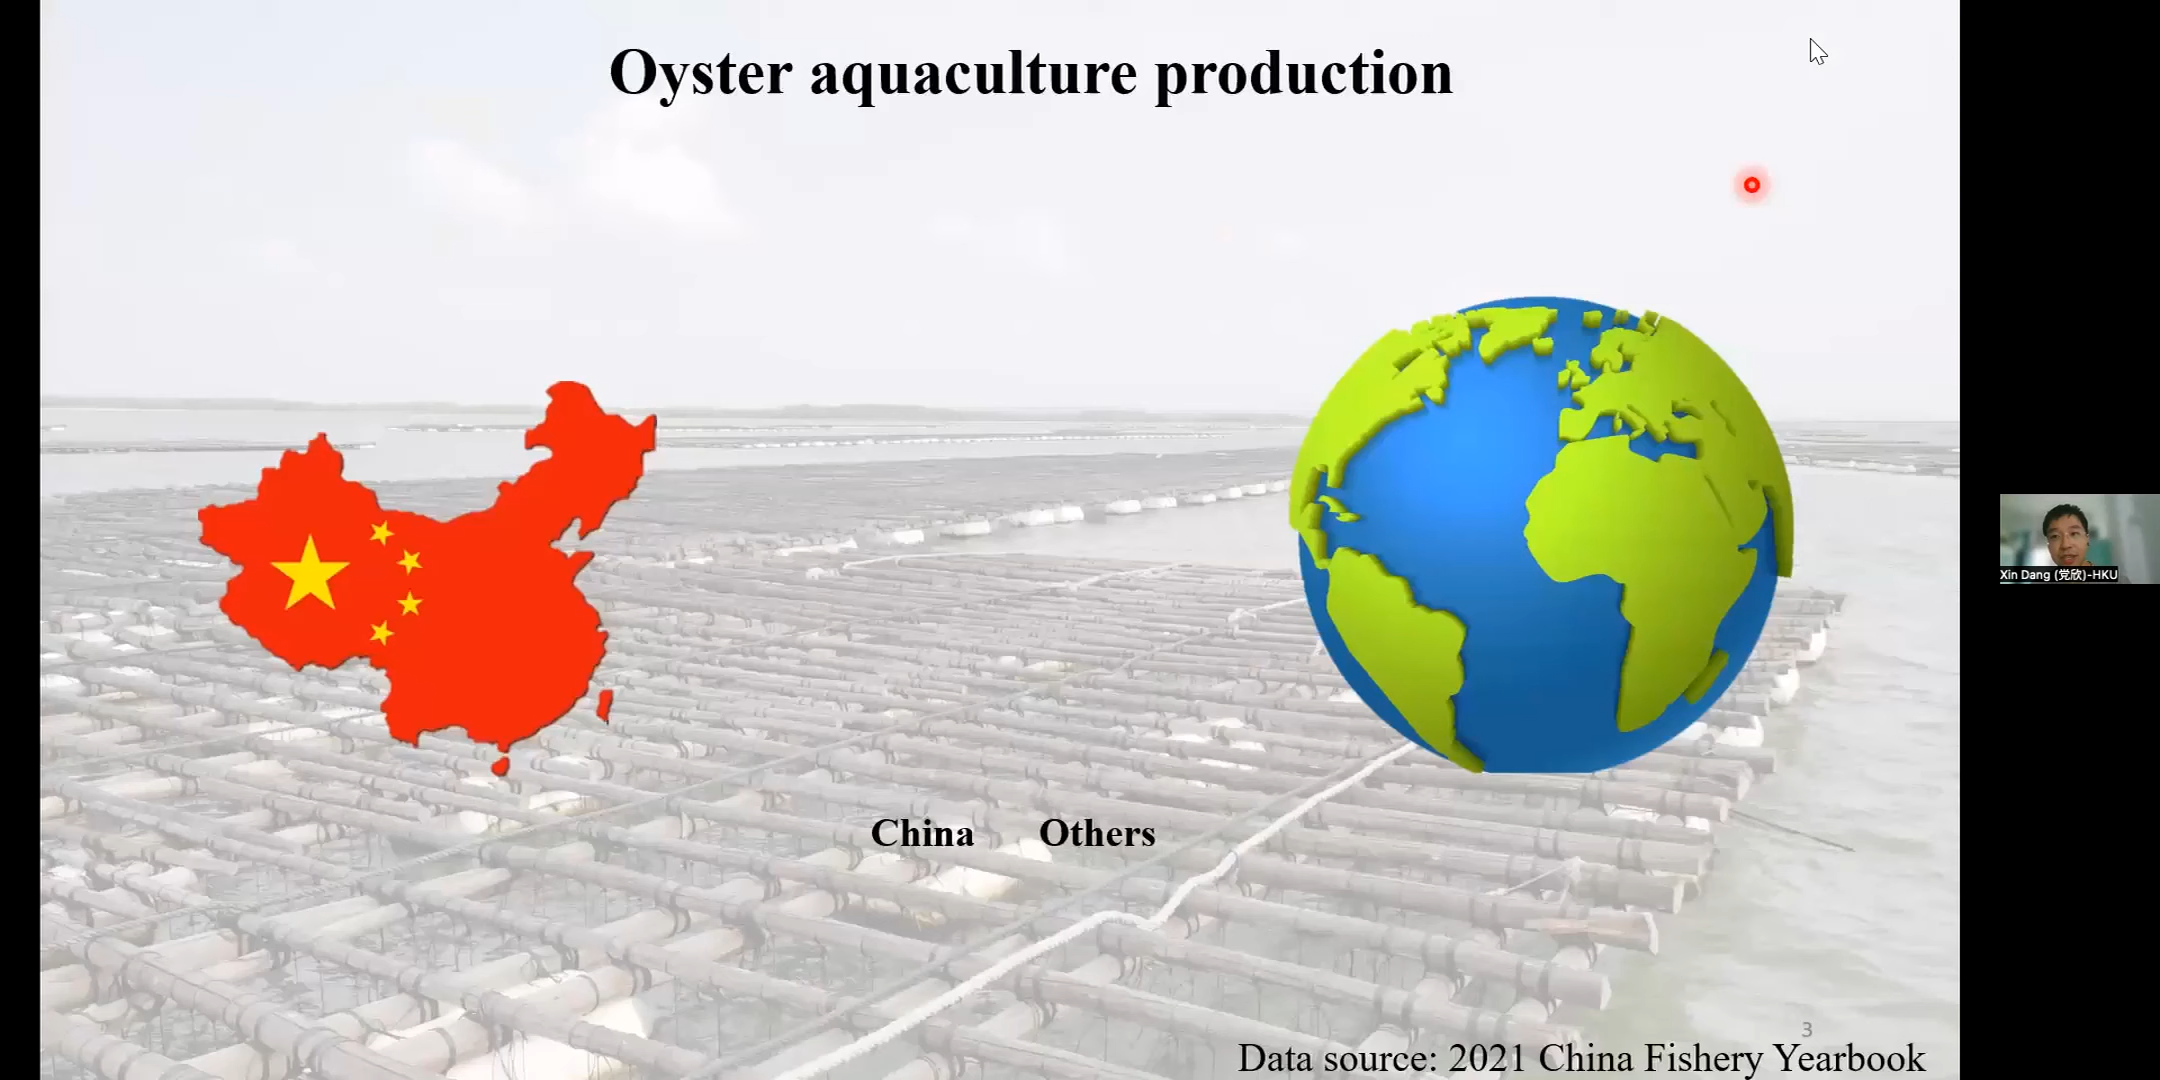 Oyster aquaculture production
Xin Dang (党欣)-HKU
China Others
3
Data source: 2021 China Fishery Yearbook